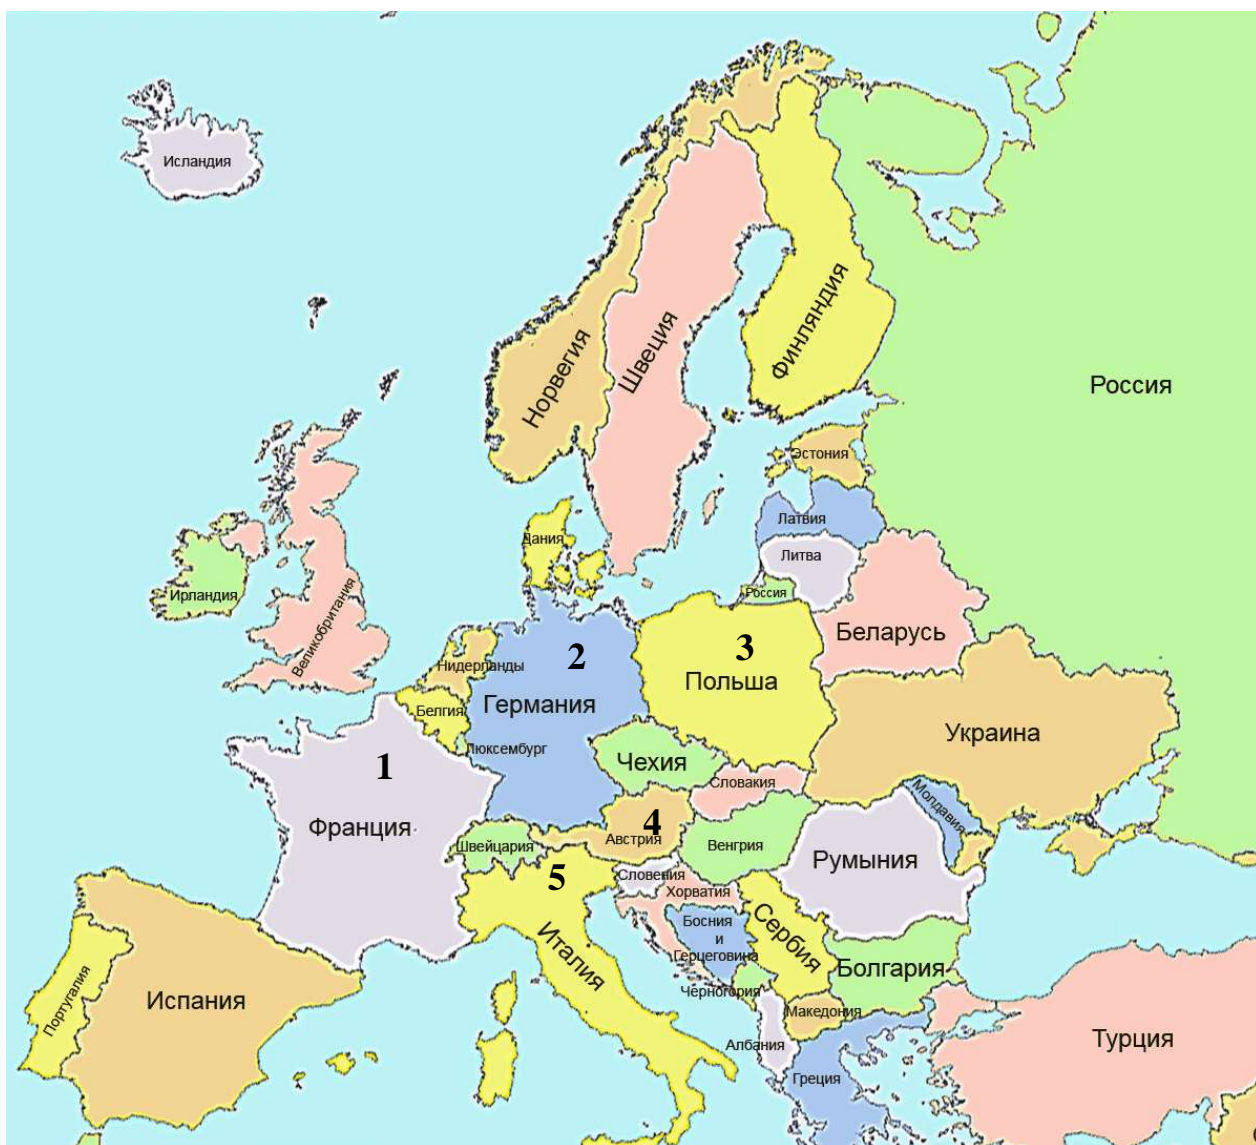 Исландия
Финляндия
Швеция
Норвегия
Россия
Эстония
Латвия
Дания
Литва
Россия
Ирландия
Великобритания
Беларусь
2
3
Нидерланды
Польша
Германия
Белгия
Украина
Люксембург
Чехия
1
Словакия
Молдавия
4
Франция
Австрия
Швейцария
Венгрия
Румыния
5
Словения
Хорватия
Босния
и
Герцеговина
Сербия
Италия
Болгария
Португалия
Испания
Черногория
Македония
Албания
Турция
Греция